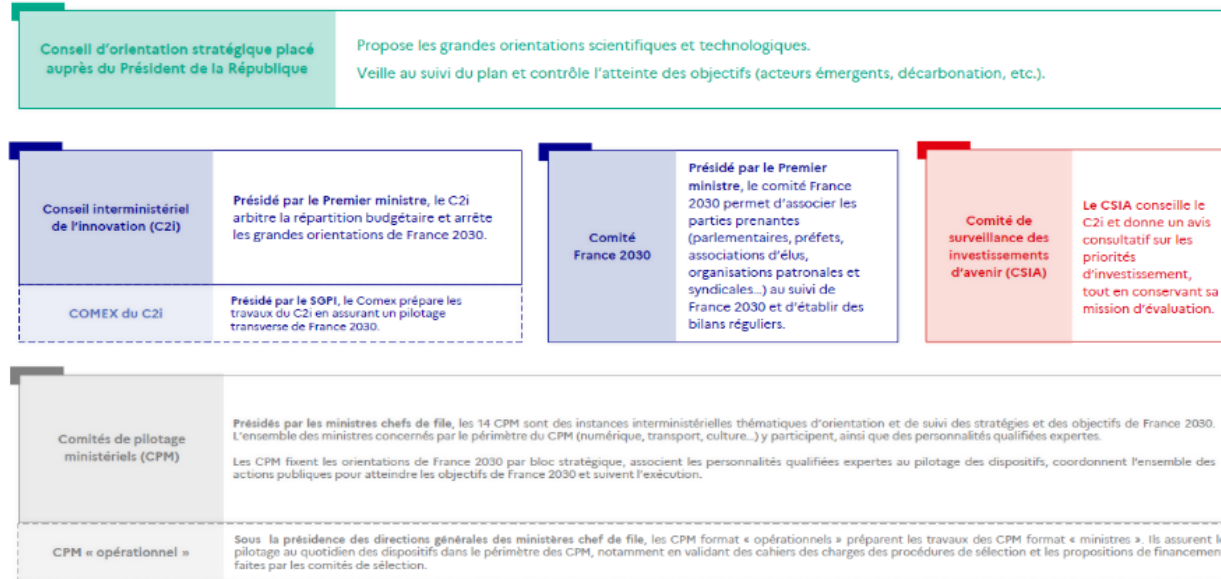 Conseil d'orientation stratégique placé
auprès du Président de la République
Propose les grandes orientations scientifiques et technologiques.
Veille au suivi du plan et contrôle l'atteinte des objectifs (acteurs émergents, décarbonation, etc.).
Conseil interministériel
de l'innovation (C2i)
Présidé par le Premier ministre, le C2i
arbitre la répartition budgétaire et arrête
les grandes orientations de France 2030.
COMEX du C2i
Présidé par le SGPI, le Comex prépare les
travaux du C2i en assurant un pilotage
transverse de France 2030.
Comité
France 2030
Présidé par le Premier
ministre, le comité France
2030 permet d'associer les
parties prenantes
(parlementaires, préfets,
associations d'élus,
organisations patronales et
syndicales...) au suivi de
France 2030 et d'établir des
bilans réguliers.
Comité de
surveillance des
investissements
d'avenir (CSIA)
Le CSIA conseille le
C2i et donne un avis
consultatif sur les
priorités
d'investissement,
tout en conservant sa
mission d'évaluation.
Comités de pilotage
ministériels (CPM)
Présidés par les ministres chefs de file, les 14 CPM sont des instances interministérielles thématiques d'orientation et de suivi des stratégies et des objectifs de France 2030.
L'ensemble des ministres concernés par le périmètre du CPM (numérique, transport, culture...) y participent, ainsi que des personnalités qualifiées expertes.
Les CPM fixent les orientations de France 2030 par bloc stratégique, associent les personnalités qualifiées expertes au pilotage des dispositifs, coordonnent l'ensemble des
actions publiques pour atteindre les objectifs de France 2030 et suivent l'exécution.
CPM « opérationnel »
Sous la présidence des directions générales des ministères chef de file, les CPM format « opérationnels » préparent les travaux des CPM format « ministres ». Ils assurent le
pilotage au quotidien des dispositifs dans le périmètre des CPM, notamment en validant des cahiers des charges des procédures de sélection et les propositions de financemen
faites par les comités de sélection.